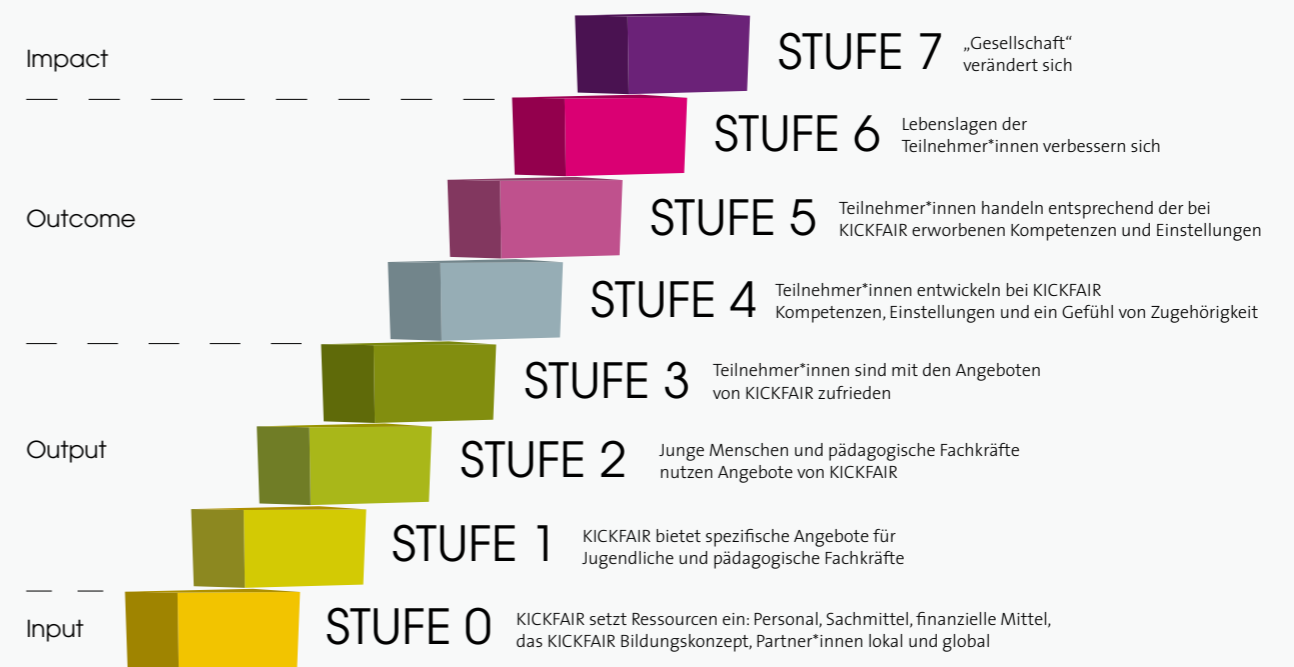 Impact
STUFE 7
„Gesellschaft“
verändert sich
STUFE 6
Lebenslagen der
Teilnehmer*innen verbessern sich
Outcome
STUFE 5
Teilnehmer*innen handeln entsprechend der bei
KICKFAIR erworbenen Kompetenzen und Einstellungen
STUFE 4
Teilnehmer*innen entwickeln bei KICKFAIR
Kompetenzen, Einstellungen und ein Gefühl von Zugehörigkeit
STUFE 3
Teilnehmer*innen sind mit den Angeboten
von KICKFAIR zufrieden
Output
STUFE 2
Junge Menschen und pädagogische Fachkräfte
nutzen Angebote von KICKFAIR
STUFE 1
KICKFAIR bietet spezifische Angebote für
Jugendliche und pädagogische Fachkräfte
Input
STUFE 0
KICKFAIR setzt Ressourcen ein: Personal, Sachmittel, finanzielle Mittel,
das KICKFAIR Bildungskonzept, Partner*innen lokal und global